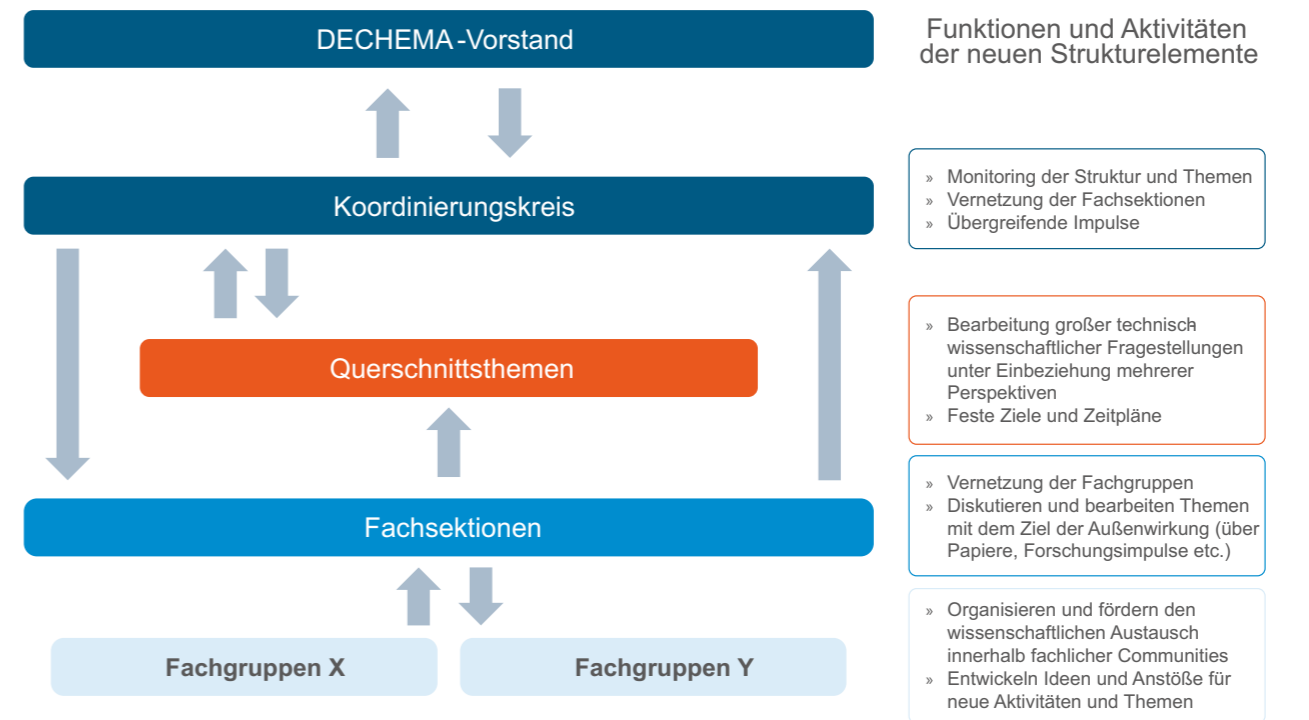 DECHEMA-Vorstand
Koordinierungskreis
Querschnittsthemen
Fachsektionen
Fachgruppen X
Fachgruppen Y
Funktionen und Aktivitäten
der neuen Strukturelemente
» Monitoring der Struktur und Themen
» Vernetzung der Fachsektionen
» Übergreifende Impulse
» Bearbeitung großer technisch-
wissenschaftlicher Fragestellungen
unter Einbeziehung mehrerer
Perspektiven
» Feste Ziele und Zeitpläne
» Vernetzung der Fachgruppen
» Diskutieren und bearbeiten Themen
mit dem Ziel der Außenwirkung (über
Papiere, Forschungsimpulse etc.)
» Organisieren und fördern den
wissenschaftlichen Austausch
innerhalb fachlicher Communities
» Entwickeln Ideen und Anstöße für
neue Aktivitäten und Themen